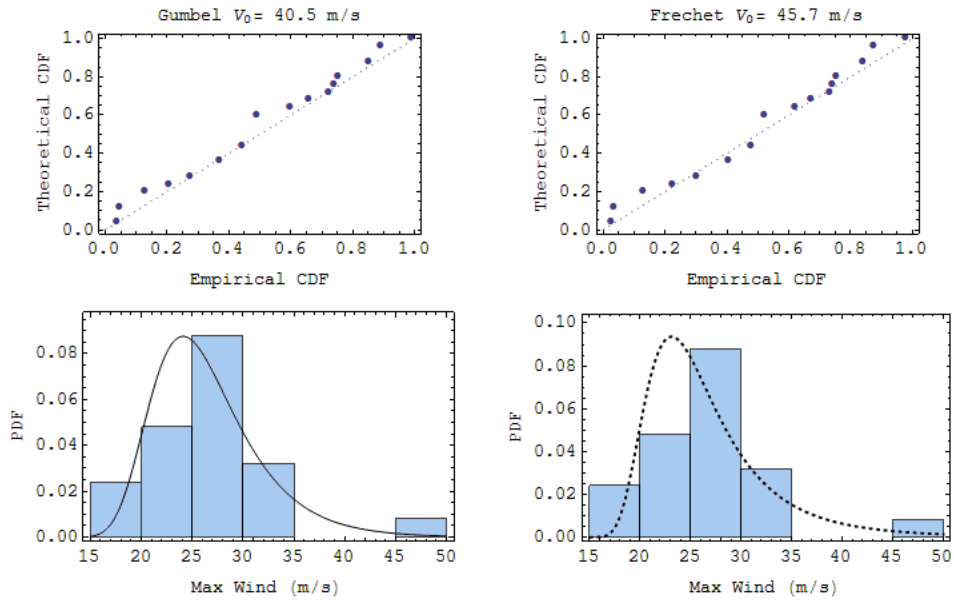 Gumbel V₀= 40.5 m/s
Theoretical CDF
1.0
0.8
0.6
0.4
0.2
0.0
0.0 0.2 0.4 0.6 0.8 1.0
Empirical CDF
Frechet V₀= 45.7 m/s
Theoretical CDF
1.0
0.8
0.6
0.4
0.2
0.0
0.0 0.2 0.4 0.6 0.8 1.0
Empirical CDF
PDF
0.08
0.06
0.04
0.02
0.00
15 20 25 30 35 40 45 50
Max Wind (m/s)
PDF
0.10
0.08
0.06
0.04
0.02
0.00
15 20 25 30 35 40 45 50
Max Wind (m/s)